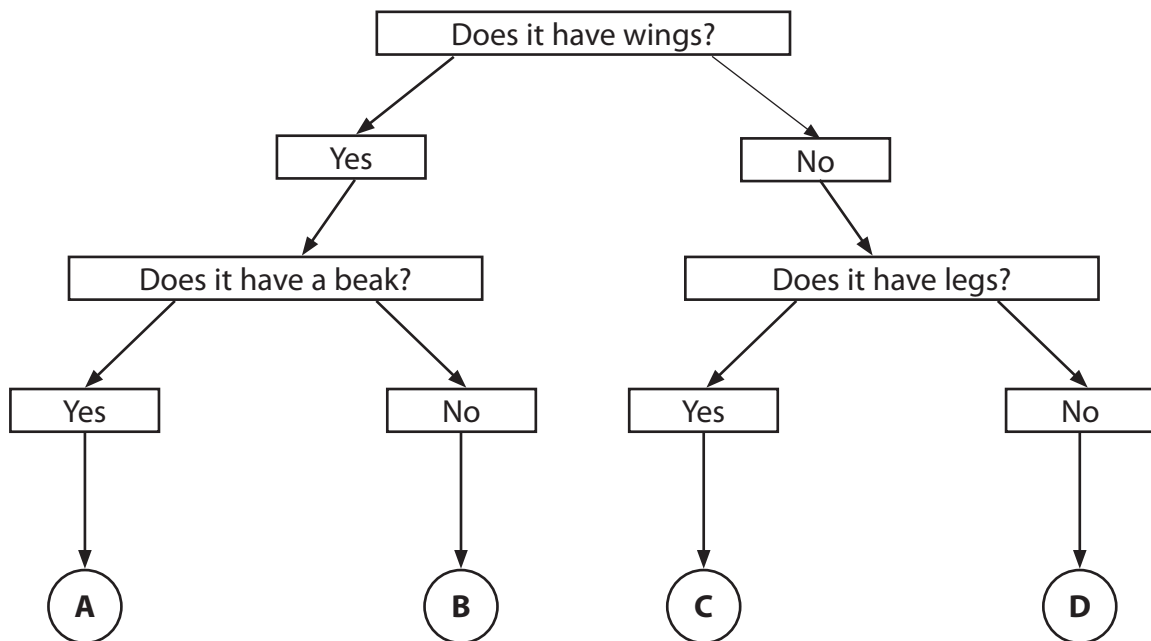 Does it have wings?
Yes
No
Does it have a beak?
Does it have legs?
Yes
No
Yes
No
A
B
C
D